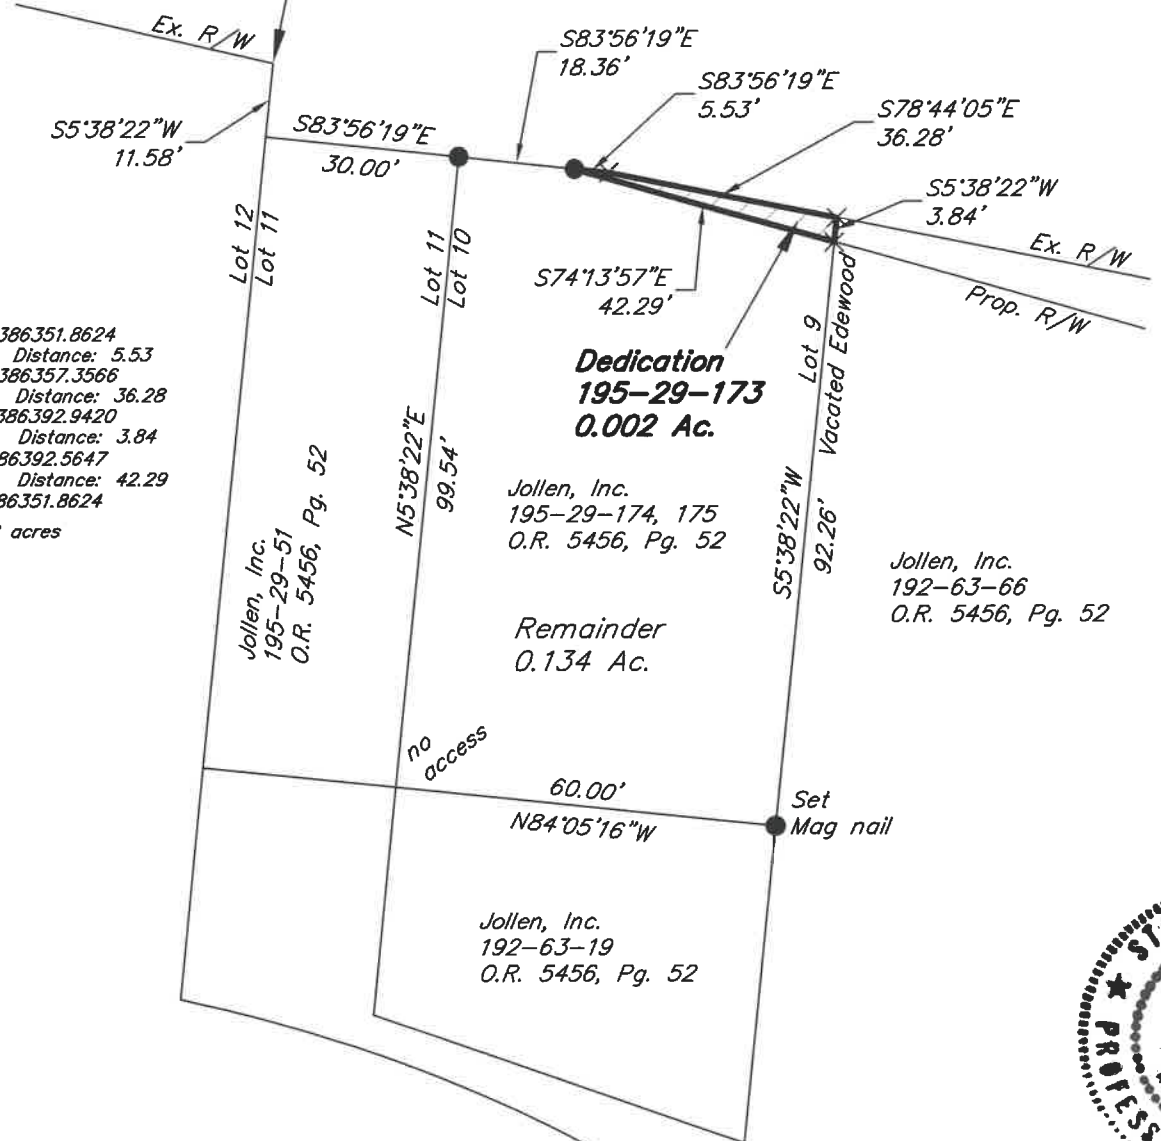 Ex. R/W
S83°56'19"E
18.36'
S83°56'19"E
5.53'
S78°44'05"E
36.28'
S5°38'22"W
11.58'
S83°56'19"E
30.00'
S5°38'22"W
3.84'
Ex. R/W
Prop. R/W
Lot 12
Lot 11
Lot 11
Lot 10
S74°13'57"E
42.29'
Lot 9
Vacated Edewood
386351.8624
Distance: 5.53
386357.3566
Distance: 36.28
386392.9420
Distance: 3.84
86392.5647
Distance: 42.29
86351.8624
acres
Dedication
195-29-173
0.002 Ac.
N5°38'22"E
99.54'
Jollen, Inc.
195-29-51
O.R. 5456, Pg. 52
Jollen, Inc.
195-29-174, 175
O.R. 5456, Pg. 52
S5°38'22"W
92.26'
Jollen, Inc.
192-63-66
O.R. 5456, Pg. 52
Remainder
0.134 Ac.
no
access
60.00'
N84°05'16"W
Set
Mag nail
Jollen, Inc.
192-63-19
O.R. 5456, Pg. 52
ST
PROFESS